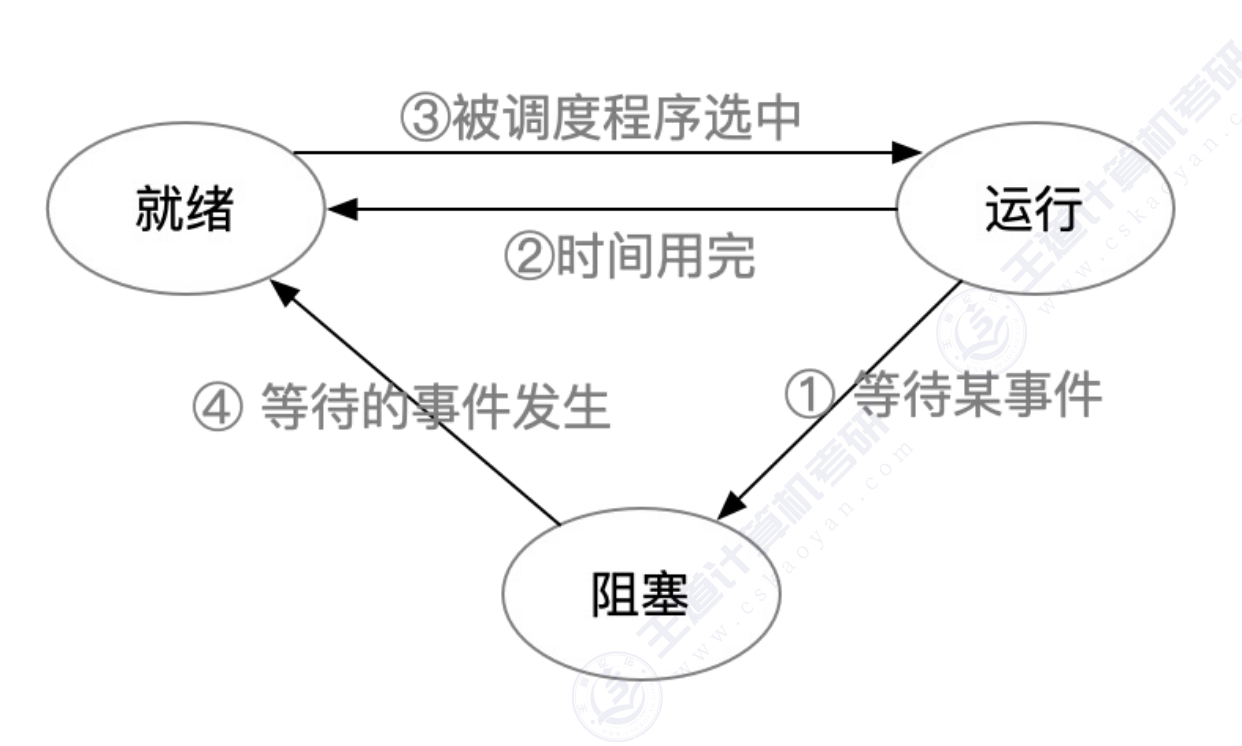 ③被调度程序选中
就绪
运行
②时间用完
④ 等待的事件发生
① 等待某事件
阻塞
王道计算机考研
www.cskaoyan.com
王道计算机考研
www.cskaoyan.com